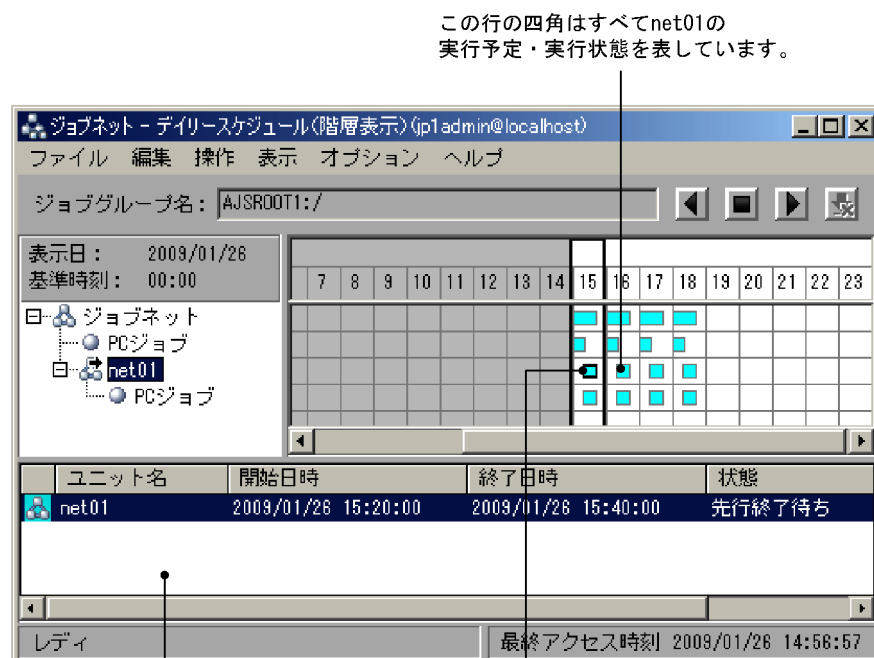 この行の四角はすべてnet01の
実行予定・実行状態を表しています。
ジョブネット - デイリースケジュール(階層表示)(jp1admin@localhost)
ファイル 編集 操作 表示 オプション ヘルプ
ジョブグループ名： AJSROOT1:/
表示日： 2009/01/26
基準時刻： 00:00
7 8 9 10 11 12 13 14 15 16 17 18 19 20 21 22 23
ジョブネット
PCジョブ
net01
PCジョブ
ユニット名 開始日時 終了日時 状態
net01 2009/01/26 15:20:00 2009/01/26 15:40:00 先行終了待ち
レディ 最終アクセス時刻 2009/01/26 14:56:57